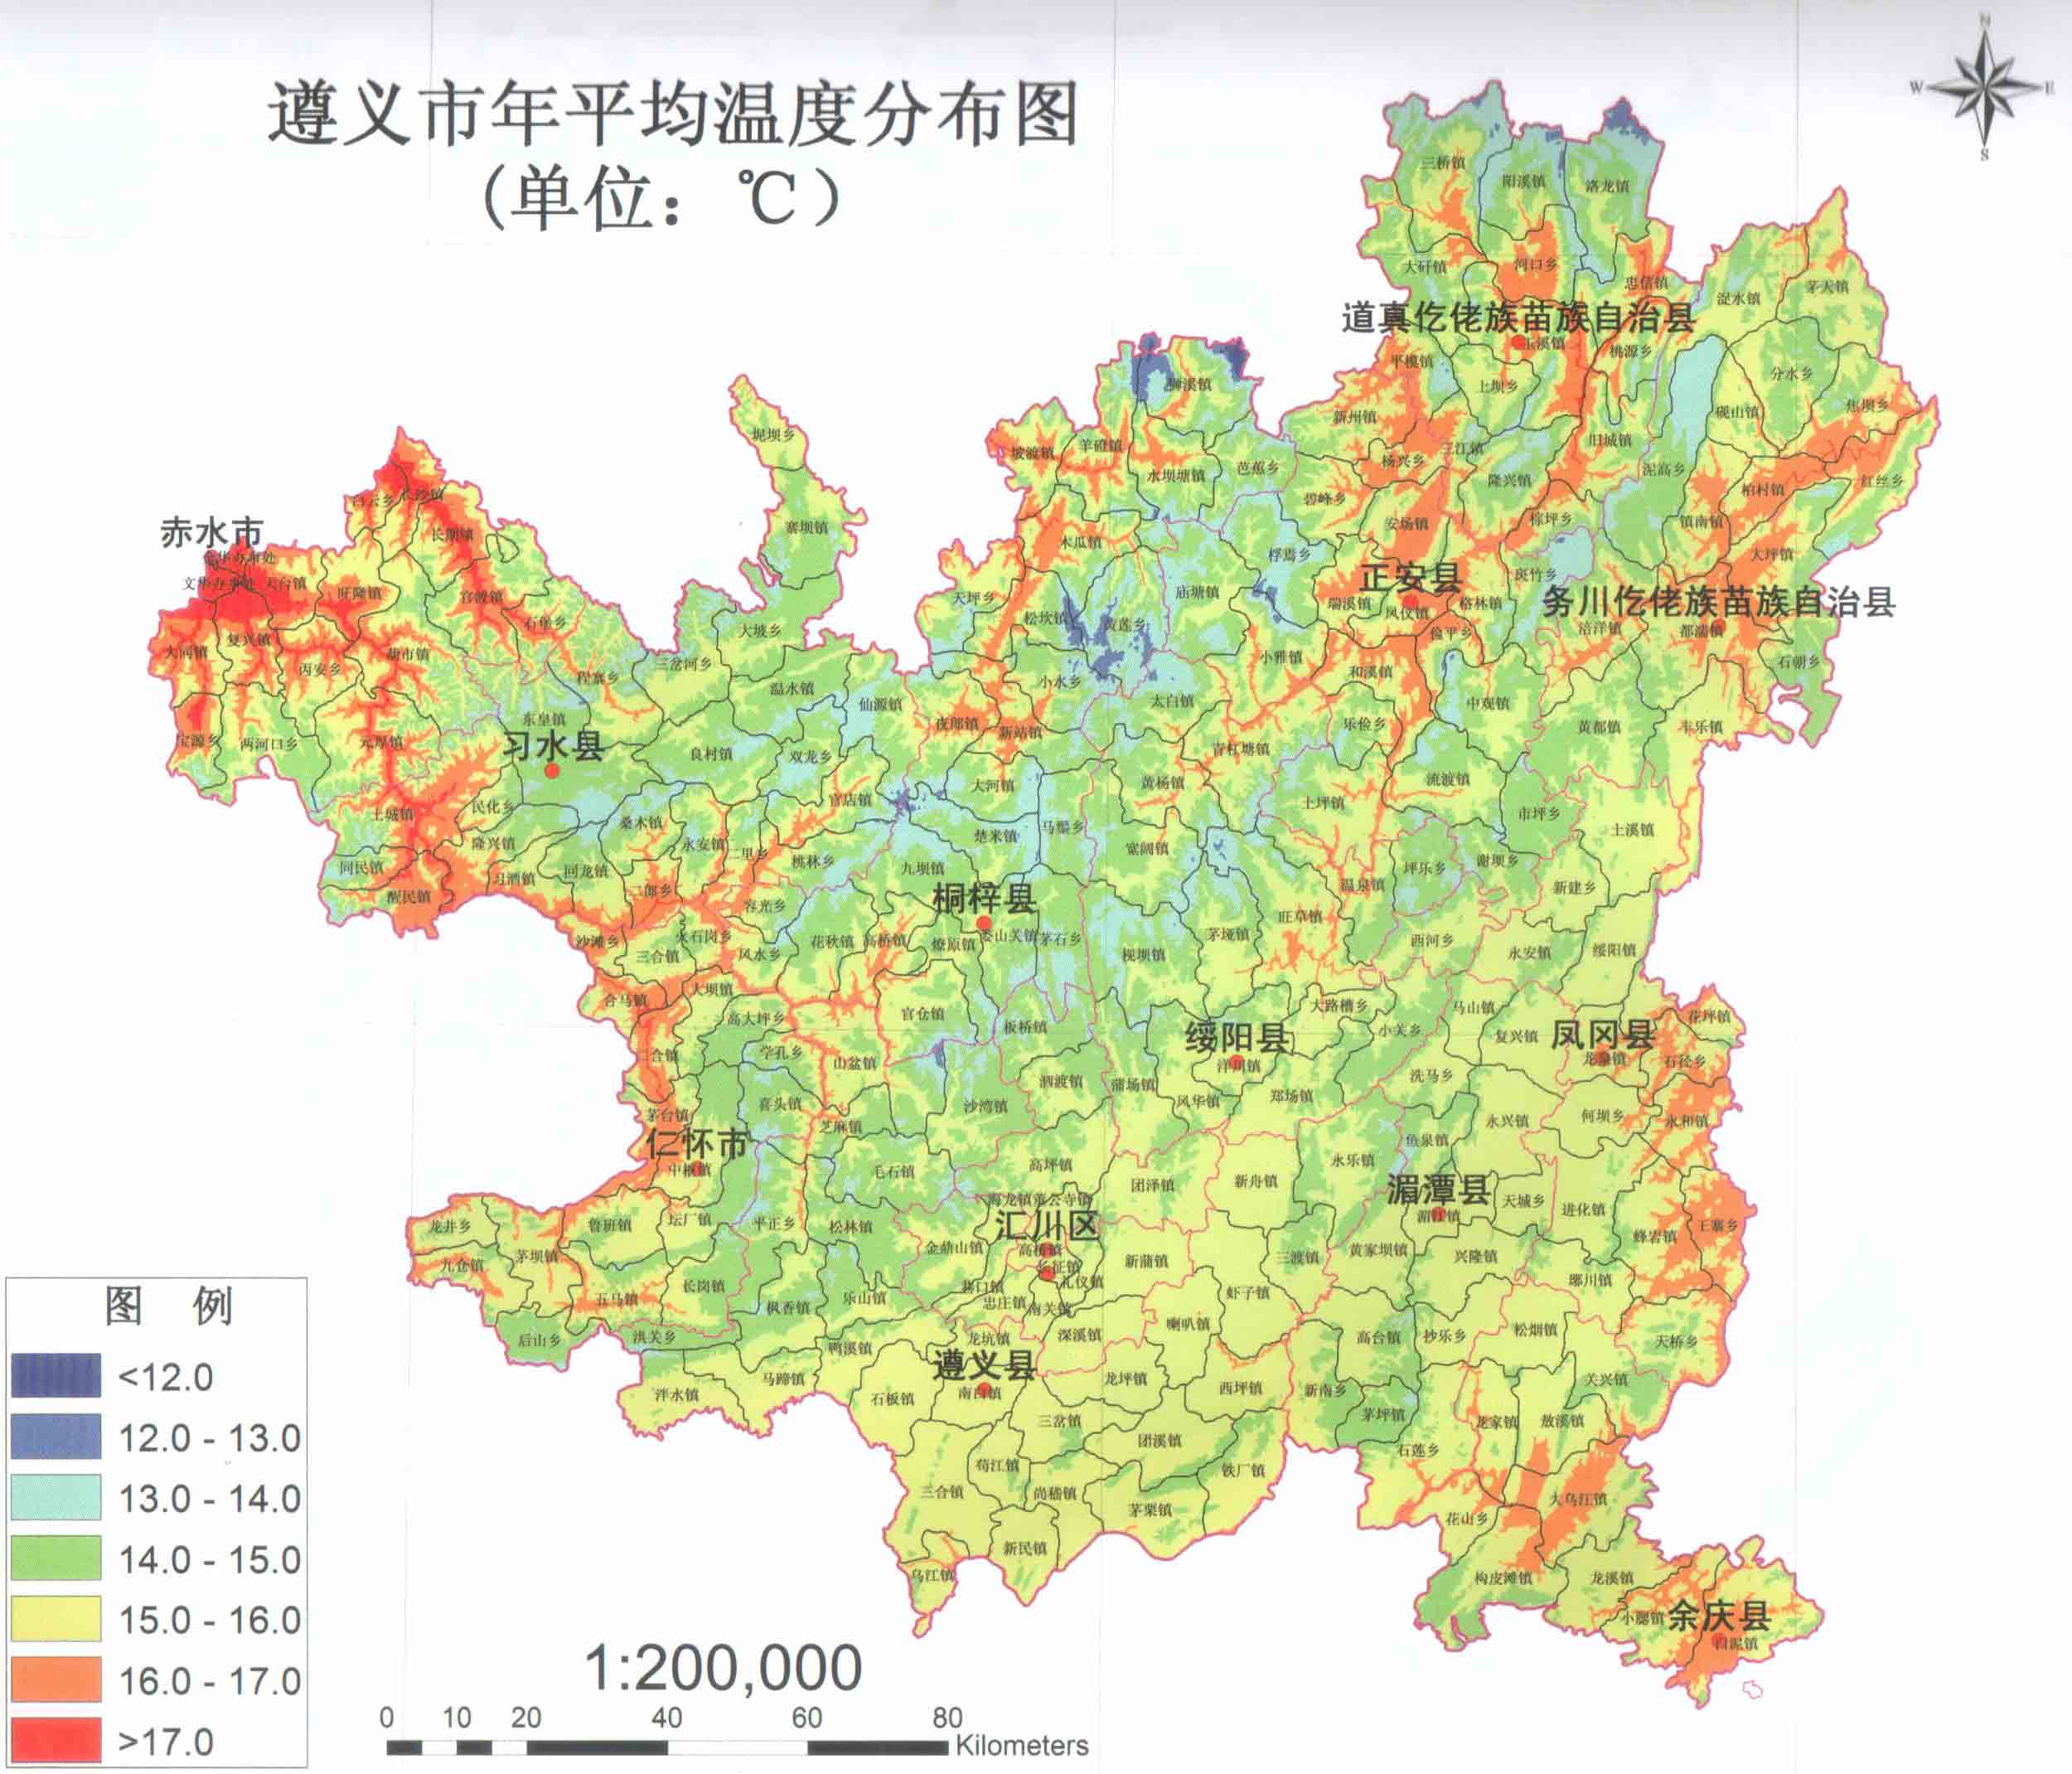 遵义市年平均温度分布图
(单位：℃)
N
W
E
S
三桥镇
阳溪镇
洛龙镇
大矸镇
河口乡
忠信镇
浞水镇
茅天镇
道真仡佬族苗族自治县
玉溪镇
桃源乡
平模镇
上坝乡
分水乡
狮溪镇
新州镇
砚山镇
焦坝乡
坭坝乡
坡渡镇
羊磴镇
水坝塘镇
芭蕉乡
杨兴乡
三江镇
旧城镇
泥高乡
柏村镇
红丝乡
隆兴镇
碧峰乡
白云乡
长沙镇
长期镇
寨坝镇
木瓜镇
安场镇
棕坪乡
镇南镇
赤水市
金华办事处
文华办事处
天台镇
旺隆镇
官渡镇
石堡乡
桴焉乡
大坪镇
正安县
斑竹乡
天坪乡
庙塘镇
瑞溪镇
凤仪镇
格林镇
务川仡佬族苗族自治县
松坎镇
黄莲乡
俭平乡
涪洋镇
都濡镇
大同镇
复兴镇
丙安乡
葫市镇
大坡乡
三岔河乡
小雅镇
和溪镇
石朝乡
程寨乡
温水镇
小水乡
太白镇
中观镇
仙源镇
东皇镇
夜郎镇
新站镇
乐俭乡
黄都镇
丰乐镇
宝源乡
两河口乡
元厚镇
习水县
良村镇
双龙乡
青杠塘镇
大河镇
黄杨镇
流渡镇
官店镇
土坪镇
市坪乡
土溪镇
土城镇
民化乡
桑木镇
马鬃乡
楚米镇
隆兴镇
永安镇
二里乡
桃林乡
宽阔镇
九坝镇
坪乐乡
谢坝乡
同民镇
习酒镇
回龙镇
温泉镇
新建乡
醒民镇
二郎乡
容光乡
桐梓县
旺草镇
沙滩乡
火石岗乡
三合镇
风水乡
花秋镇
高桥镇
燎原镇
娄山关镇
茅石乡
枧坝镇
茅垭镇
西河乡
永安镇
绥阳镇
合马镇
大坝镇
高大坪乡
官仓镇
板桥镇
大路槽乡
小关乡
马山镇
复兴镇
花坪镇
绥阳县
洋川镇
凤冈县
龙泉镇
石径乡
二合镇
学孔乡
山盆镇
泗渡镇
蒲场镇
风华镇
郑场镇
洗马乡
永兴镇
何坝乡
永和镇
茅台镇
喜头镇
沙湾镇
芝麻镇
鱼泉镇
仁怀市
中枢镇
毛石镇
高坪镇
团泽镇
新舟镇
永乐镇
湄潭县
湄江镇
天城乡
进化镇
王寨乡
蜂岩镇
海龙镇
董公寺镇
汇川区
高桥镇
长征镇
礼仪镇
龙井乡
九仓镇
茅坝镇
鲁班镇
坛厂镇
平正乡
松林镇
金鼎山镇
新蒲镇
三渡镇
黄家坝镇
兴隆镇
琊川镇
五马镇
长岗镇
枫香镇
乐山镇
巷口镇
忠庄镇
南关镇
虾子镇
后山乡
洪关乡
鸭溪镇
龙坑镇
深溪镇
喇叭镇
高台镇
抄乐乡
松烟镇
天桥乡
遵义县
南白镇
泮水镇
马蹄镇
石板镇
龙坪镇
西坪镇
新南乡
茅坪镇
关兴镇
三岔镇
团溪镇
龙家镇
敖溪镇
石莲乡
苟江镇
三合镇
尚嵇镇
茅栗镇
铁厂镇
花山乡
大乌江镇
新民镇
乌江镇
构皮滩镇
龙溪镇
小腮镇
余庆县
白泥镇
图 例
<12.0
12.0 - 13.0
13.0 - 14.0
14.0 - 15.0
15.0 - 16.0
16.0 - 17.0
>17.0
1:200,000
0 10 20 40 60 80
Kilometers